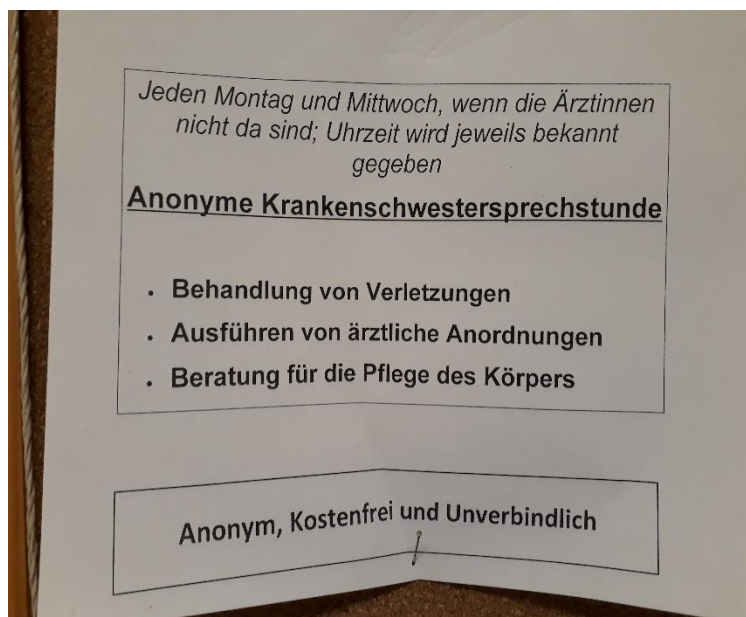 Jeden Montag und Mittwoch, wenn die Ärztinnen
nicht da sind; Uhrzeit wird jeweils bekannt
gegeben
Anonyme Krankenschwestersprechstunde
• Behandlung von Verletzungen
• Ausführen von ärztliche Anordnungen
• Beratung für die Pflege des Körpers
Anonym, Kostenfrei und Unverbindlich